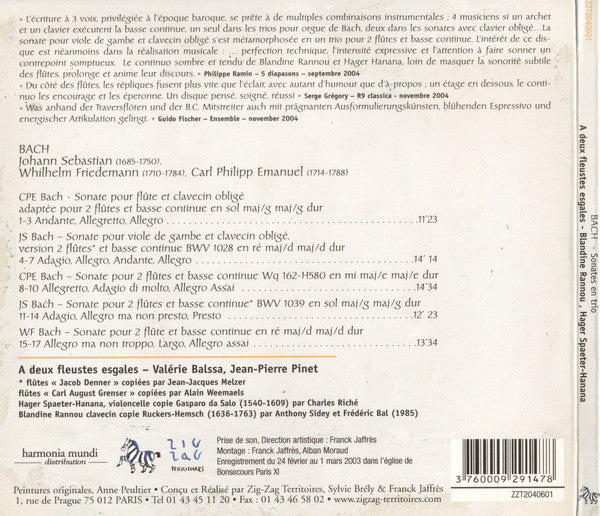 • L'écriture à 3 voix, privilégiée à l'époque baroque, se prête à de multiples combinaisons instrumentales ; 4 musiciens si un archet
et un clavier exécutent la basse continue, un seul dans les trios pour orgue de Bach, deux dans les sonates avec clavier obligé...La
sonate pour viole de gambe et clavecin obligé s'est métamorphosée en un trio pour 2 flûtes et basse continue. L'intérêt de ce dis-
que est néanmoins dans la réalisation musicale : ... perfection technique, l'intensité expressive et l'attention à faire sonner un
contrepoint somptueux. Le continuo sombre et tendu de Blandine Rannou et Hager Hanana, loin de masquer la sonorité subtile
des flûtes, prolonge et anime leur discours. • Philippe Ramin – 5 diapasons – septembre 2004
• Du côté des flûtes, les répliques fusent plus vite que l'éclair, avec autant d'humour que d'à-propos ; un étage en dessous, le conti-
nuo les encourage et les éperonne. Un disque pensé, soigné, réussi • Serge Grégory – R9 classica - novembre 2004
• Was anhand der Traversflöten und der B.C. Mitstreiter auch mit prägnanten Ausformulierungskünsten, blühenden Espressivo und
energischer Artikulation gelingt. • Guido Fischer – Ensemble – november 2004
BACH
Johann Sebastian (1685-1750),
Whilhelm Friedemann (1710-1784), Carl Philipp Emanuel (1714-1788)
CPE Bach - Sonate pour flûte et clavecin obligé
adaptée pour 2 flûtes et basse continue en sol maj/g maj/g dur
1-3 Andante, Allegretto, Allegro ...11'23
JS Bach – Sonate pour viole de gambe et clavecin obligé,
version 2 flûtes* et basse continue BWV 1028 en ré maj/d maj/d dur
4-7 Adagio, Allegro, Andante, Allegro ...14' 14
CPE Bach - Sonate pour 2 flûtes et basse continue Wq 162-H580 en mi maj/e maj/e dur
8-10 Allegretto, Adagio di molto, Allegro Assai ...14'34
JS Bach – Sonate pour 2 flûtes et basse continue* BWV 1039 en sol maj/g maj/g dur
11-14 Adagio, Allegro ma non presto, Presto ...12' 23
WF Bach – Sonate pour 2 flûtes et basse continue en ré maj/d maj/d dur
15-17 Allegro ma non troppo, Largo, Allegro assai ...13'34
A deux fleustes esgales – Valérie Balssa, Jean-Pierre Pinet
* flûtes « Jacob Denner » copiées par Jean-Jacques Melzer
flûtes « Carl August Grenser » copiées par Alain Weemaels
Hager Spaeter-Hanana, violoncelle copie Gasparo da Salo (1540-1609) par Charles Riché
Blandine Rannou clavecin copie Ruckers-Hemsch (1636-1763) par Anthony Sidey et Frédéric Bal (1985)
harmonia mundi
distribution
ZIG
ZAG
TERRITOIRES
Prise de son, Direction artistique : Franck Jaffrès
Montage : Franck Jaffrès, Alban Moraud
Enregistrement du 24 février au 1 mars 2003 dans l'église de
Bonsecours Paris XI
3 760009 291478
ZZT2040601
Peintures originales, Anne Peultier • Conçu et Réalisé par Zig-Zag Territoires, Sylvie Brély & Franck Jaffrès
1, rue de Prague 75 012 PARIS • Tel 01 43 45 11 20 • Fax 01 43 46 58 02 • www.zigzag-territoires.com
ZZT2040601
BACH - Sonates en trio
A deux fleustes esgales - Blandine Rannou , Hager Spaeter-Hanana